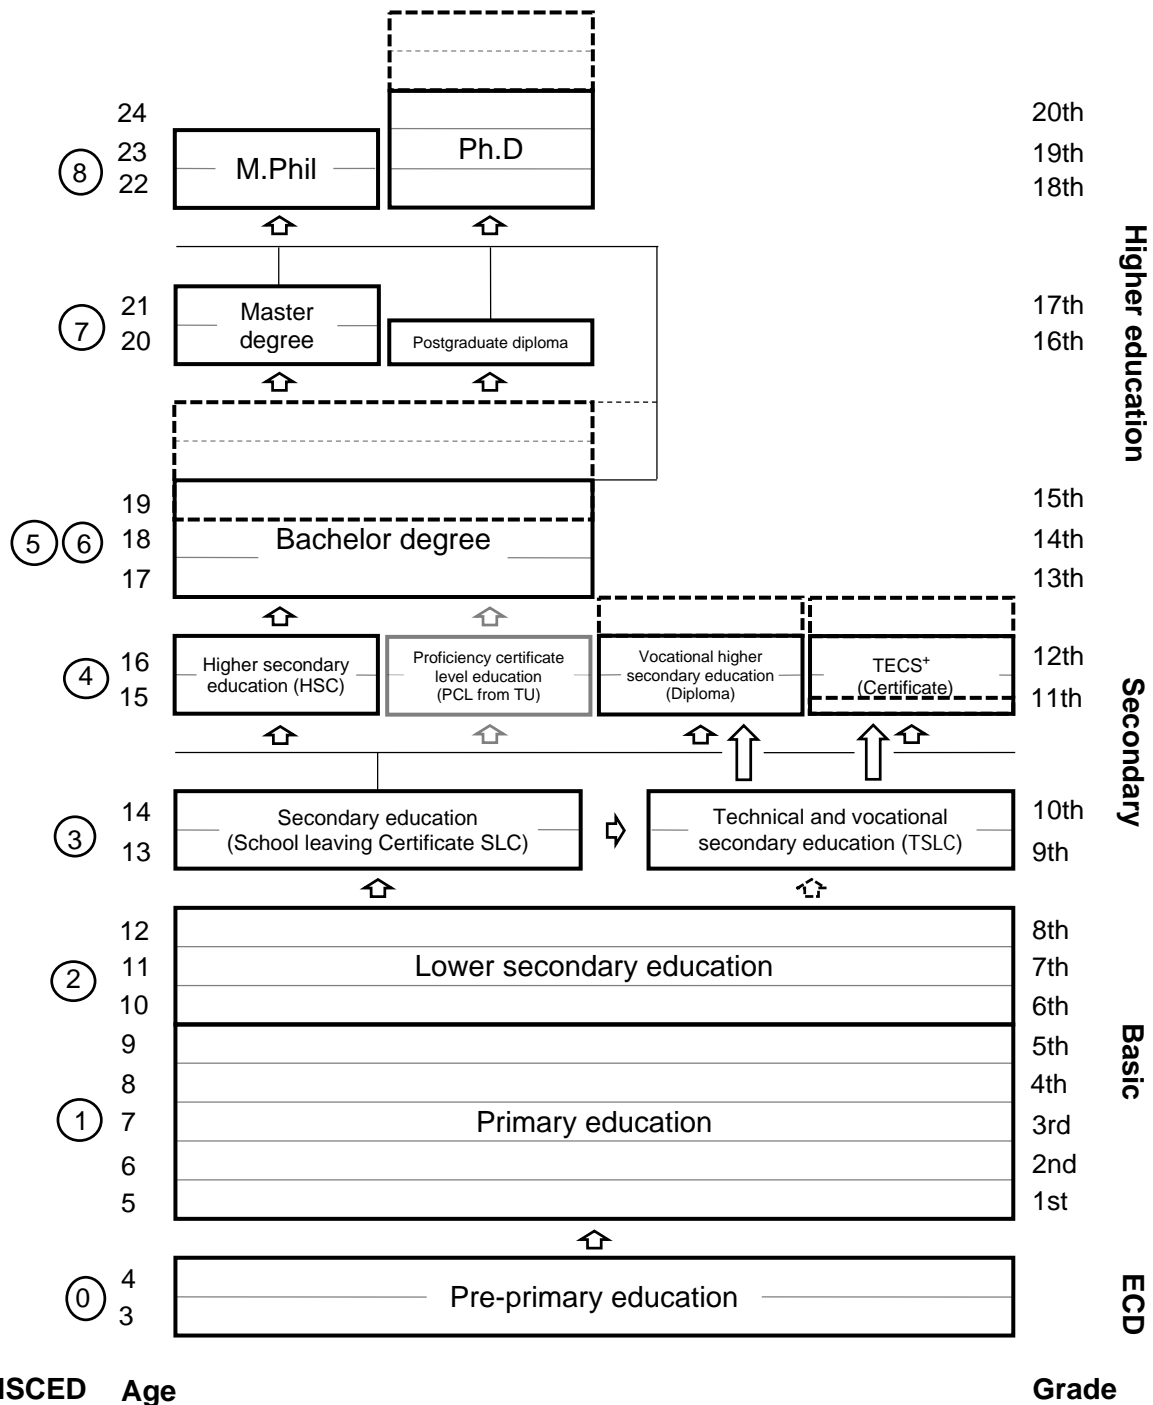 24
20th
23
M.Phil
Ph.D
19th
8
22
18th
Higher education
21
Master
17th
7
20
degree
Postgraduate diploma
16th
19
15th
5
6
18
Bachelor degree
14th
17
13th
4
16
Higher secondary
education (HSC)
Proficiency certificate
level education
(PCL from TU)
Vocational higher
secondary education
(Diploma)
TECS+
(Certificate)
12th
15
11th
Secondary
3
14
Secondary education
(School leaving Certificate SLC)
Technical and vocational
secondary education (TSLC)
10th
13
9th
12
8th
2
11
Lower secondary education
7th
10
6th
9
5th
Basic
8
4th
1
7
Primary education
3rd
6
2nd
5
1st
4
0
Pre-primary education
3
ECD
ISCED
Age
Grade